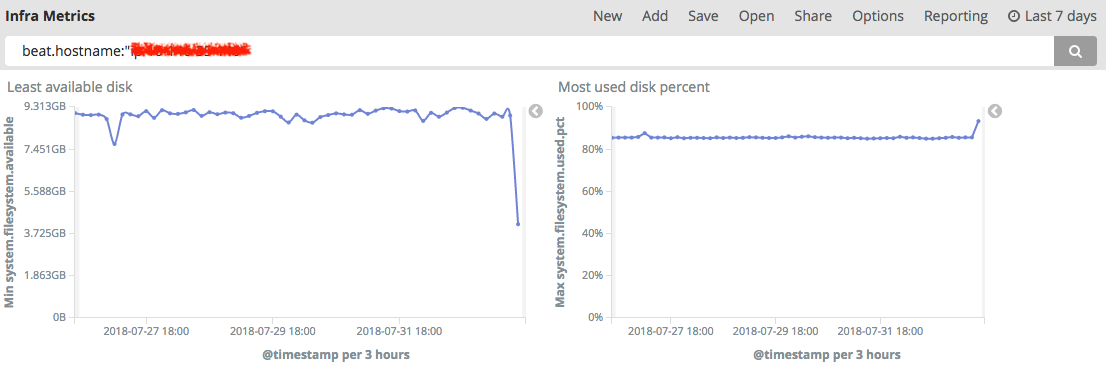 Infra Metrics
New Add Save Open Share Options Reporting Last 7 days
beat.hostname:"
Least available disk
Min system.filesystem.available
9.313GB
7.451GB
5.588GB
3.725GB
1.863GB
0B
2018-07-27 18:00 2018-07-29 18:00 2018-07-31 18:00
@timestamp per 3 hours
Most used disk percent
Max system.filesystem.used.pct
100%
80%
60%
40%
20%
0%
2018-07-27 18:00 2018-07-29 18:00 2018-07-31 18:00
@timestamp per 3 hours